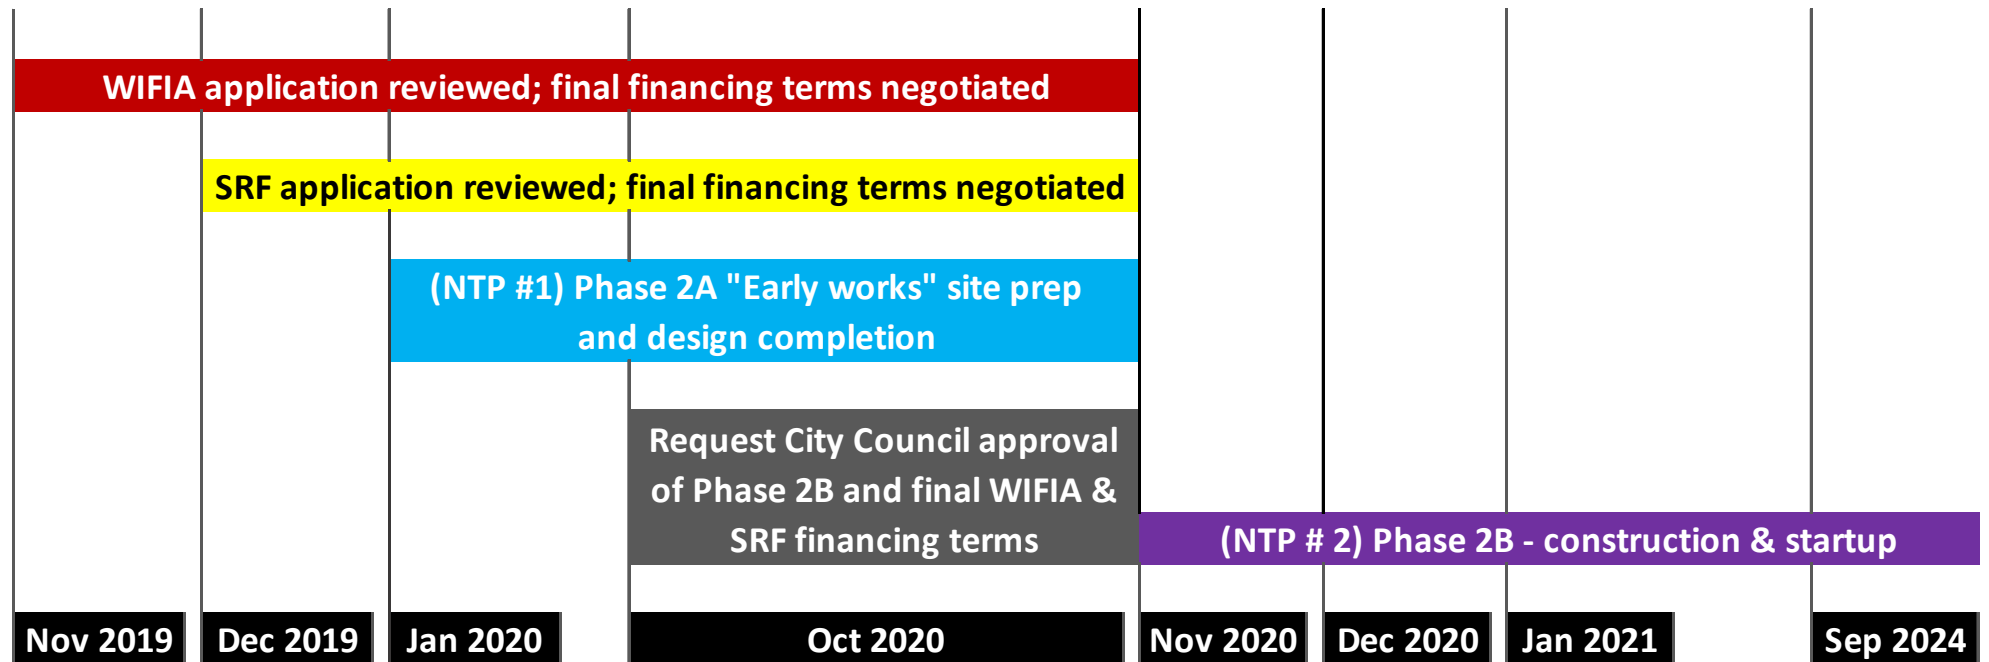 WIFIA application reviewed; final financing terms negotiated
SRF application reviewed; final financing terms negotiated
(NTP #1) Phase 2A "Early works" site prep
and design completion
Request City Council approval
of Phase 2B and final WIFIA &
SRF financing terms
(NTP # 2) Phase 2B - construction & startup
Nov 2019 Dec 2019 Jan 2020 Oct 2020 Nov 2020 Dec 2020 Jan 2021 Sep 2024